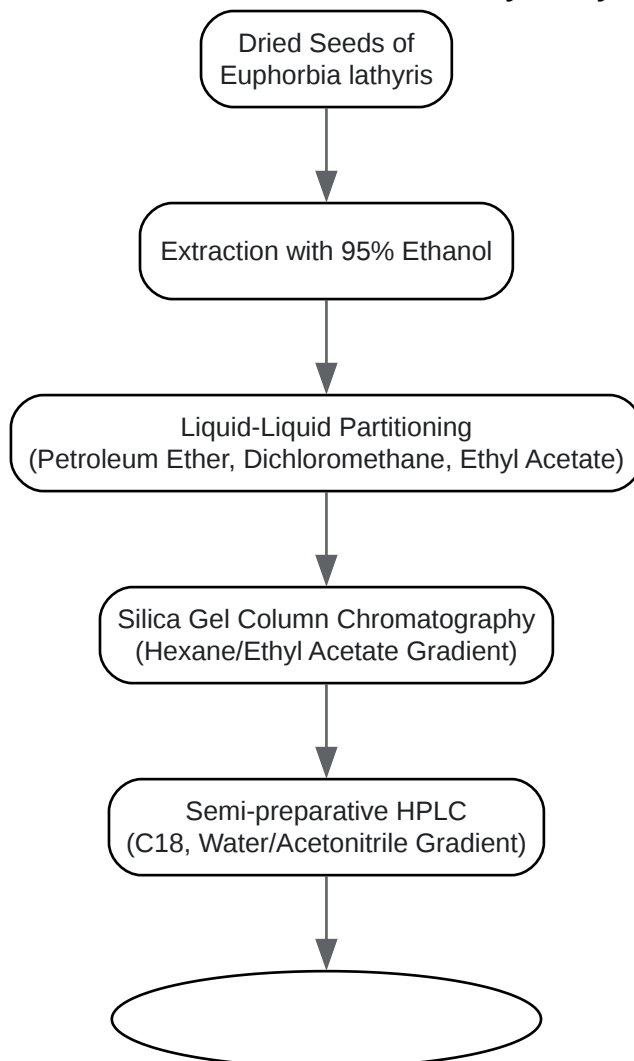 Dried Seeds of
Euphorbia lathyris
Extraction with 95% Ethanol
Liquid-Liquid Partitioning
(Petroleum Ether, Dichloromethane, Ethyl Acetate)
Silica Gel Column Chromatography
(Hexane/Ethyl Acetate Gradient)
Semi-preparative HPLC
(C18, Water/Acetonitrile Gradient)